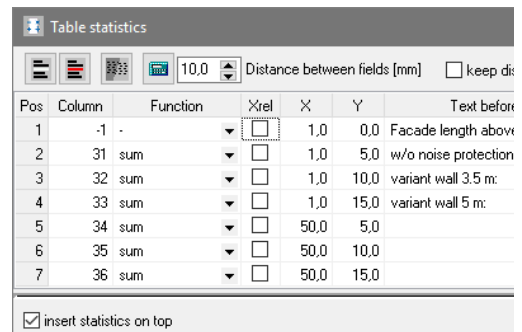 Table statistics
10,0 Distance between fields [mm] keep
Pos Column Function Xrel X Y Text before
1 -1 - 1,0 0,0 Facade length above
2 31 sum 1,0 5,0 w/o noise protection
3 32 sum 1,0 10,0 variant wall 3.5 m:
4 33 sum 1,0 15,0 variant wall 5 m:
5 34 sum 50,0 5,0
6 35 sum 50,0 10,0
7 36 sum 50,0 15,0
insert statistics on top